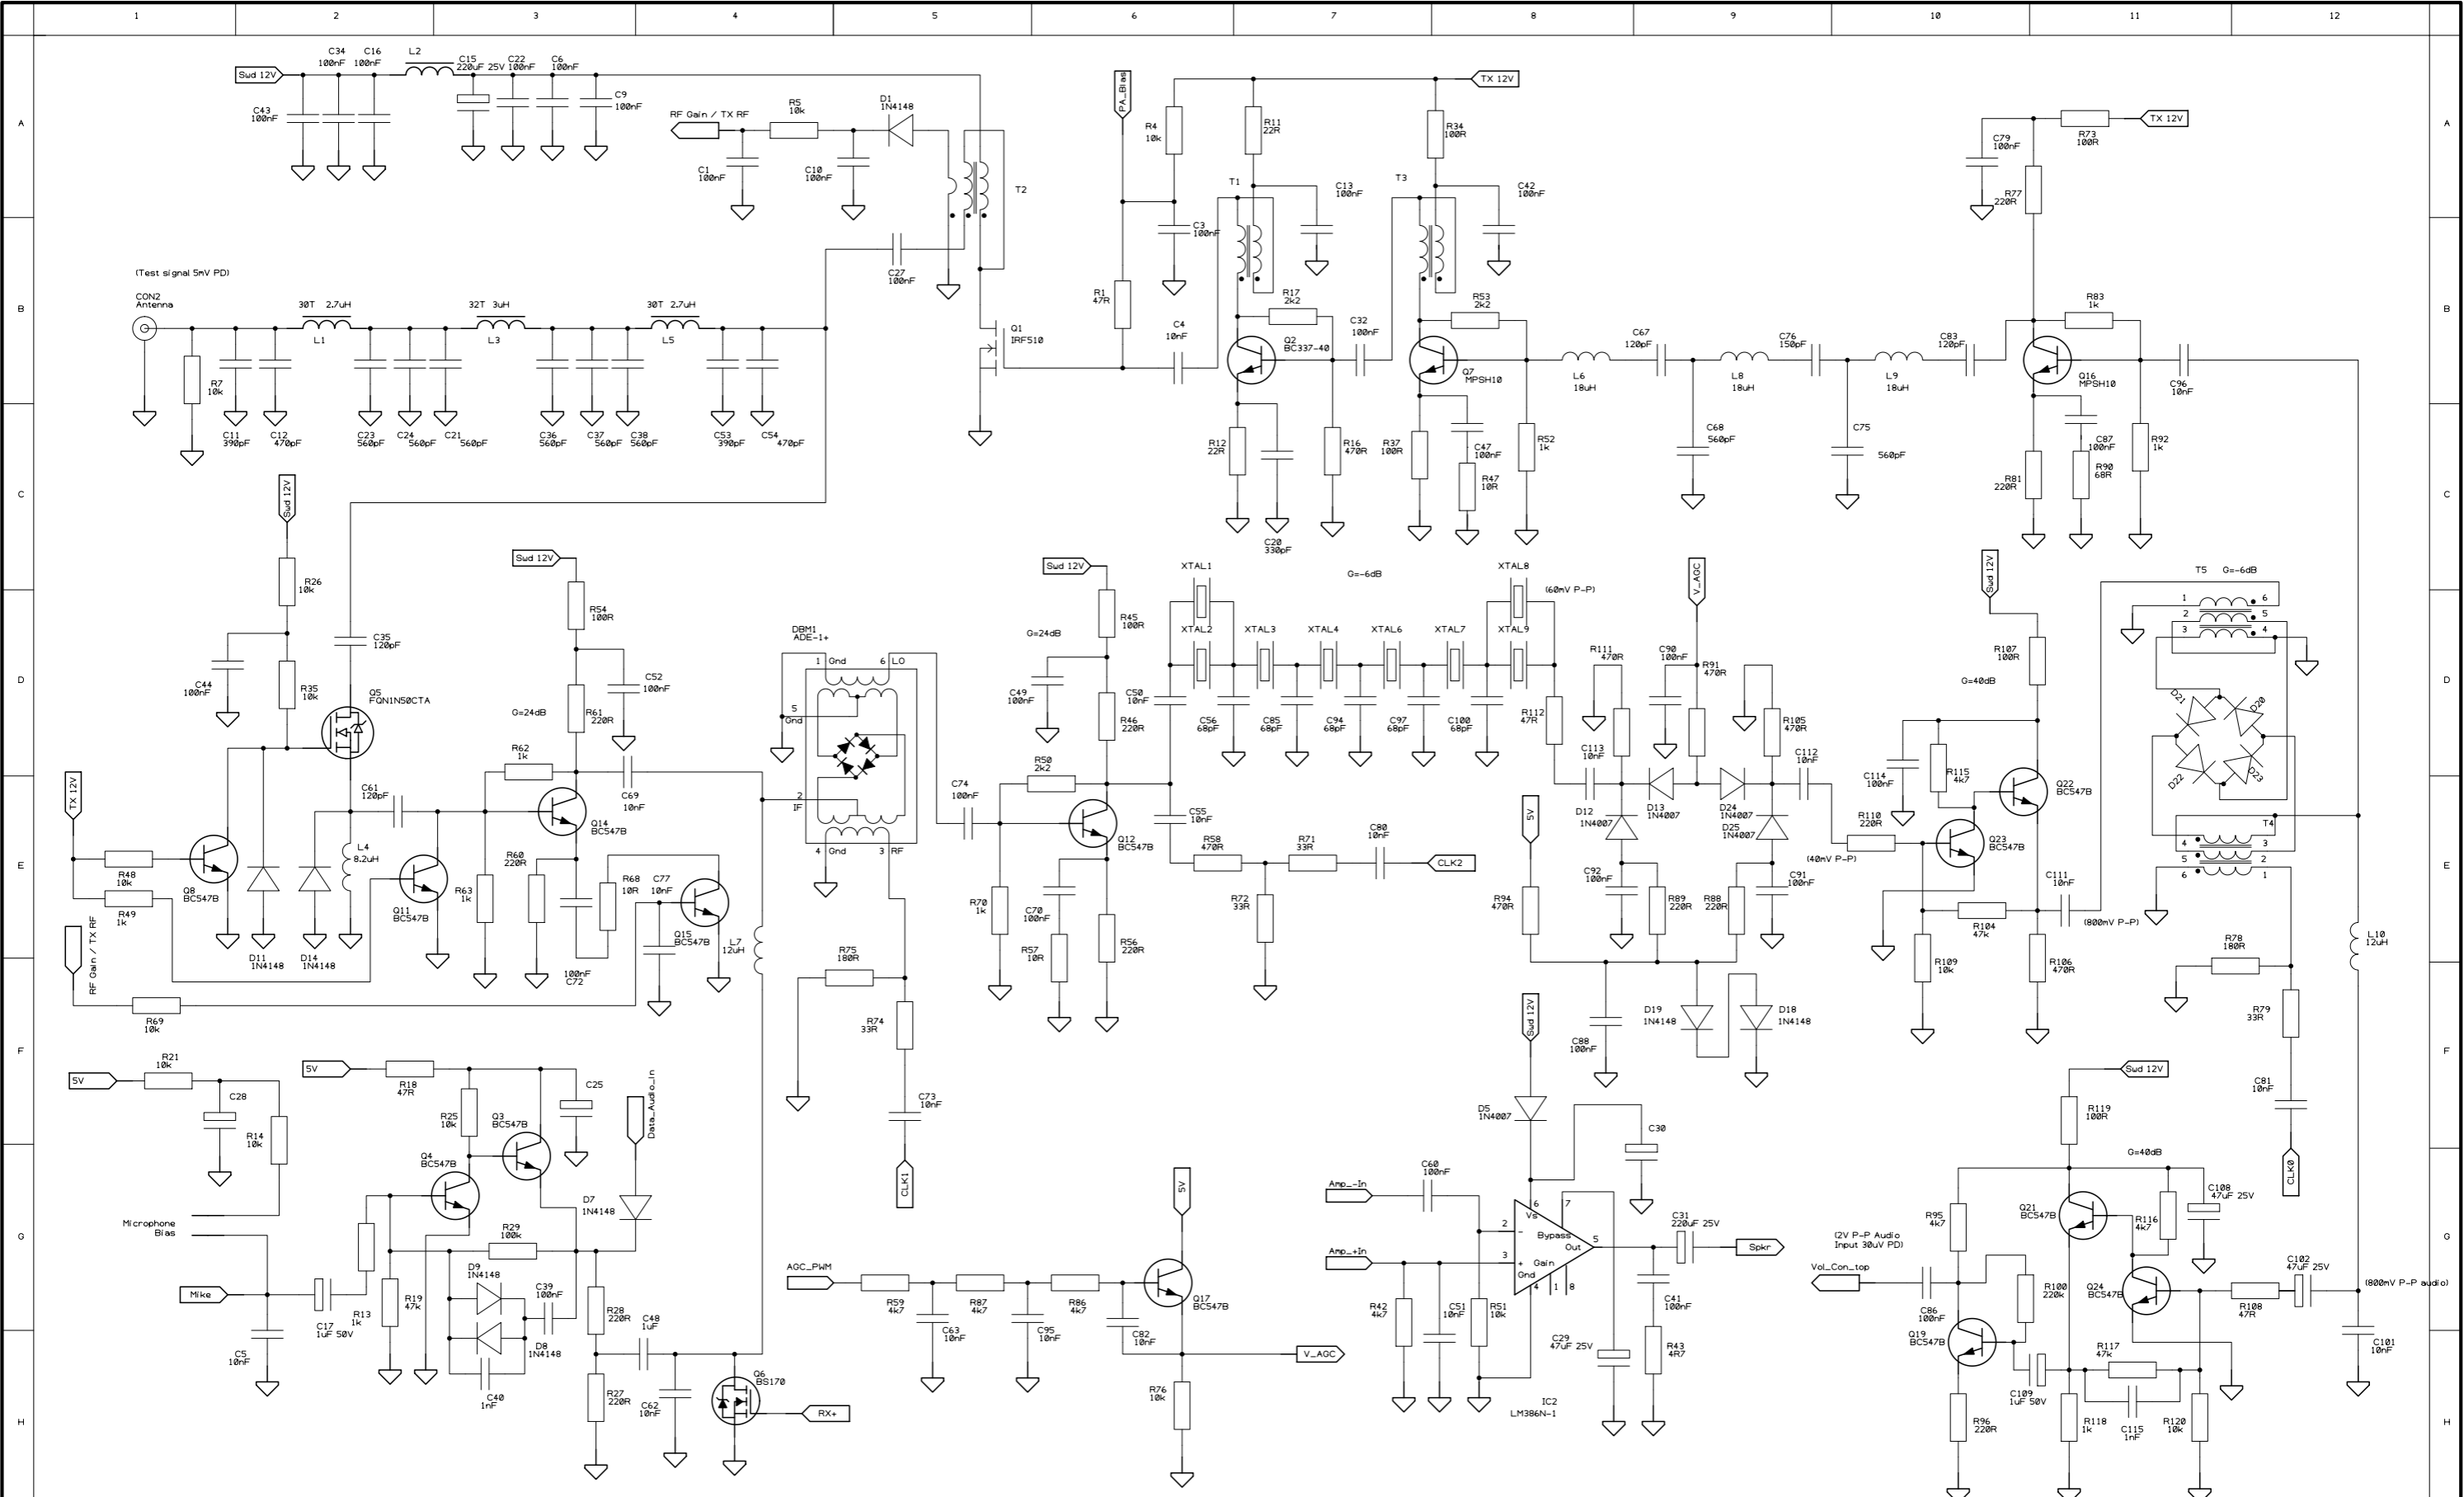 1 2 3 4 5 6 7 8 9 10 11 12
A
B
C
D
E
F
G
H
A
B
C
D
E
F
G
H
Swd 12V
C34
100nF
C16
100nF
L2
C15
220uF 25V
C22
100nF
C6
100nF
C9
100nF
C43
100nF
RF Gain / TX RF
R5
10k
D1
1N4148
C1
100nF
C10
100nF
T2
C27
100nF
PA_Bias
R4
10k
R11
22R
R34
100R
TX 12V
T1
C13
100nF
T3
C42
100nF
C3
100nF
C79
100nF
R73
100R
TX 12V
R77
220R
(Test signal 5mV PD)
CON2
Antenna
30T 2.7uH
L1
32T 3uH
L3
30T 2.7uH
L5
R7
10k
C11
390pF
C12
470pF
C23
560pF
C24
560pF
C21
560pF
C36
560pF
C37
560pF
C38
560pF
C53
390pF
C54
470pF
Q1
IRF510
R1
47R
C4
10nF
R17
2k2
Q2
BC337-40
C32
100nF
R53
2k2
Q7
MPSH10
R12
22R
C20
330pF
R16
470R
R37
100R
C47
100nF
R47
10R
R52
1k
L6
18uH
C67
120pF
L8
18uH
C76
150pF
L9
18uH
C83
120pF
C68
560pF
C75
560pF
R83
1k
Q16
MPSH10
C96
10nF
R81
220R
C87
100nF
R90
68R
R92
1k
Swd 12V
R26
10k
C44
100nF
R35
10k
C35
120pF
Q5
FQN1N50CTA
Swd 12V
R54
100R
C52
100nF
G=24dB
R61
220R
R62
1k
C61
120pF
C69
10nF
Q14
BC547B
TX 12V
R48
10k
R49
1k
Q8
BC547B
D11
1N4148
D14
1N4148
L4
8.2uH
Q11
BC547B
R63
1k
R60
220R
100nF
C72
R68
10R
C77
10nF
Q15
BC547B
L7
12uH
RF Gain / TX RF
R69
10k
DBM1
ADE-1+
1 Gnd
6 LO
5
Gnd
2
IF
4 Gnd
3 RF
C74
100nF
R75
180R
R74
33R
C73
10nF
CLK1
Swd 12V
R45
100R
G=24dB
C49
100nF
R46
220R
C50
10nF
R50
2k2
Q12
BC547B
C55
10nF
R58
470R
R71
33R
C80
10nF
CLK2
R72
33R
R70
1k
C70
100nF
R57
10R
R56
220R
XTAL1
XTAL2
XTAL3
XTAL4
XTAL6
XTAL7
XTAL8
XTAL9
G=-6dB
(60mV P-P)
C56
68pF
C85
68pF
C94
68pF
C97
68pF
C100
68pF
R112
47R
R111
470R
C113
10nF
V_AGC
C90
100nF
R91
470R
R105
470R
C112
10nF
D12
1N4007
D13
1N4007
D24
1N4007
D25
1N4007
5V
R94
470R
C92
100nF
R89
220R
R88
220R
C91
100nF
C88
100nF
D19
1N4148
D18
1N4148
Swd 12V
R107
100R
G=40dB
C114
100nF
R115
4k7
Q22
BC547B
R110
220R
(40mV P-P)
Q23
BC547B
R104
47k
R109
10k
R106
470R
C111
10nF
(800mV P-P)
T5 G=-6dB
1
2
3
6
5
4
D21
D20
D22
D23
T4
4
5
6
3
2
1
R78
180R
R79
33R
C81
10nF
CLK0
L10
12uH
5V
R21
10k
C28
R14
10k
Microphone
Bias
Mike
C5
10nF
C17
1uF 50V
R13
1k
R19
47k
5V
R18
47R
R25
10k
Q3
BC547B
C25
Q4
BC547B
Data_Audio_In
D7
1N4148
R29
100k
D9
1N4148
C39
100nF
D8
1N4148
C40
1nF
R28
220R
R27
220R
C48
1uF
C62
10nF
Q6
BS170
RX+
AGC_PWM
R59
4k7
C63
10nF
R87
4k7
C95
10nF
R86
4k7
C82
10nF
5V
Q17
BC547B
V_AGC
R76
10k
Swd 12V
D5
1N4007
C30
Amp_-In
C60
100nF
Amp_+In
R42
4k7
C51
10nF
R51
10k
6
Vs
7
2
-
Bypass
3
+
Gain
Out
5
Gnd
4
1
8
IC2
LM386N-1
C29
47uF 25V
C31
220uF 25V
Spkr
C41
100nF
R43
4R7
Swd 12V
R119
100R
G=40dB
R95
4k7
Q21
BC547B
R116
4k7
C108
47uF 25V
(2V P-P Audio
Input 30uV PD)
Vol_Con_top
C86
100nF
R100
220k
Q19
BC547B
R96
220R
C109
1uF 50V
R118
1k
R117
47k
C115
1nF
R120
10k
Q24
BC547B
R108
47R
C102
47uF 25V
(800mV P-P audio)
C101
10nF